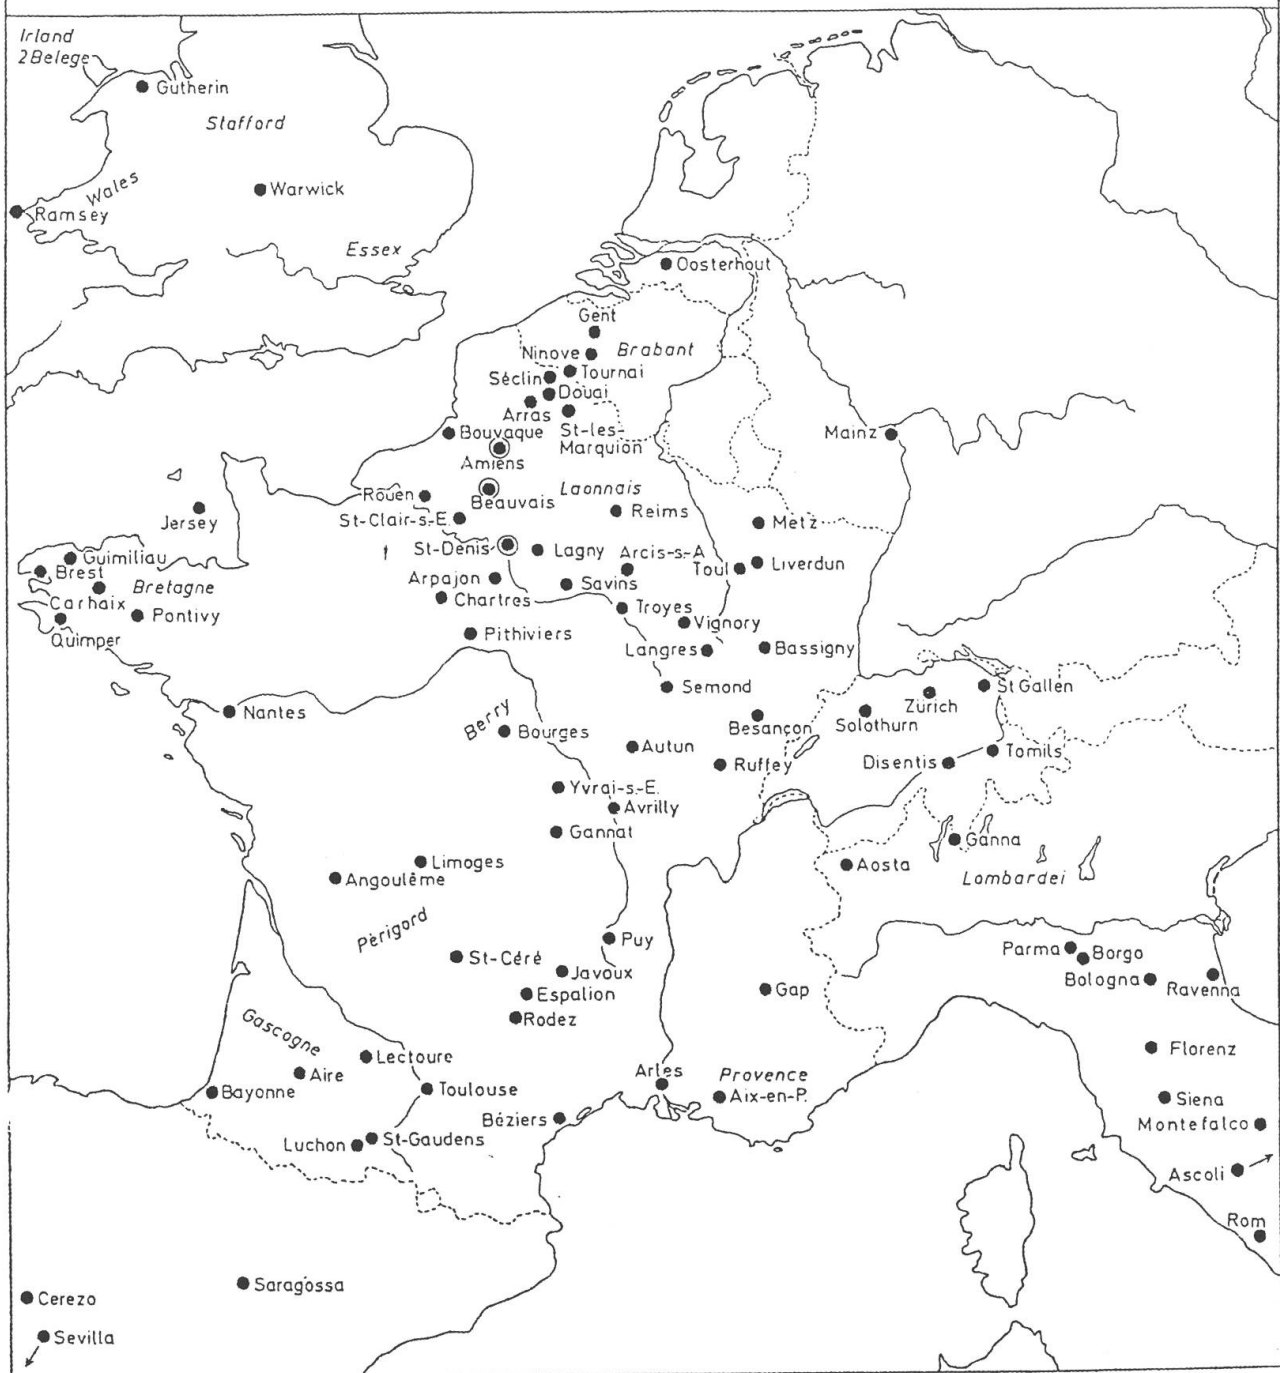 Irland
2Belege
Gutherin
Stafford
Wales
Warwick
Ramsey
Essex
Oosterhout
Gent
Ninove
Brabant
Tournai
Séclin
Douai
Arras
St-les-
Marquion
Bouvaque
Amiens
Mainz
Rouen
Beauvais
Laonnais
Jersey
St-Clair-s-E.
Reims
Metz
St-Denis
Lagny
Arcis-s-A
Toul
Liverdun
Guimiliau
Brest
Bretagne
Carhaix
Pontivy
Quimper
Arpajon
Savins
Chartres
Troyes
Vignory
Pithiviers
Langres
Bassigny
Semond
St Gallen
Zürich
Solothurn
Nantes
Berry
Bourges
Besançon
Autun
Ruffey
Disentis
Tomils
Yvrai-s-E.
Avrilly
Gannat
Ganna
Limoges
Aosta
Lombardei
Angoulême
Périgord
Puy
Parma
Borgo
St-Céré
Javoux
Bologna
Ravenna
Espalion
Gap
Rodez
Gascogne
Florenz
Lectoure
Aire
Arles
Provence
Bayonne
Toulouse
Aix-en-P.
Siena
Béziers
Montefalco
Luchon
St-Gaudens
Ascoli
Rom
Saragossa
Cerezo
Sevilla